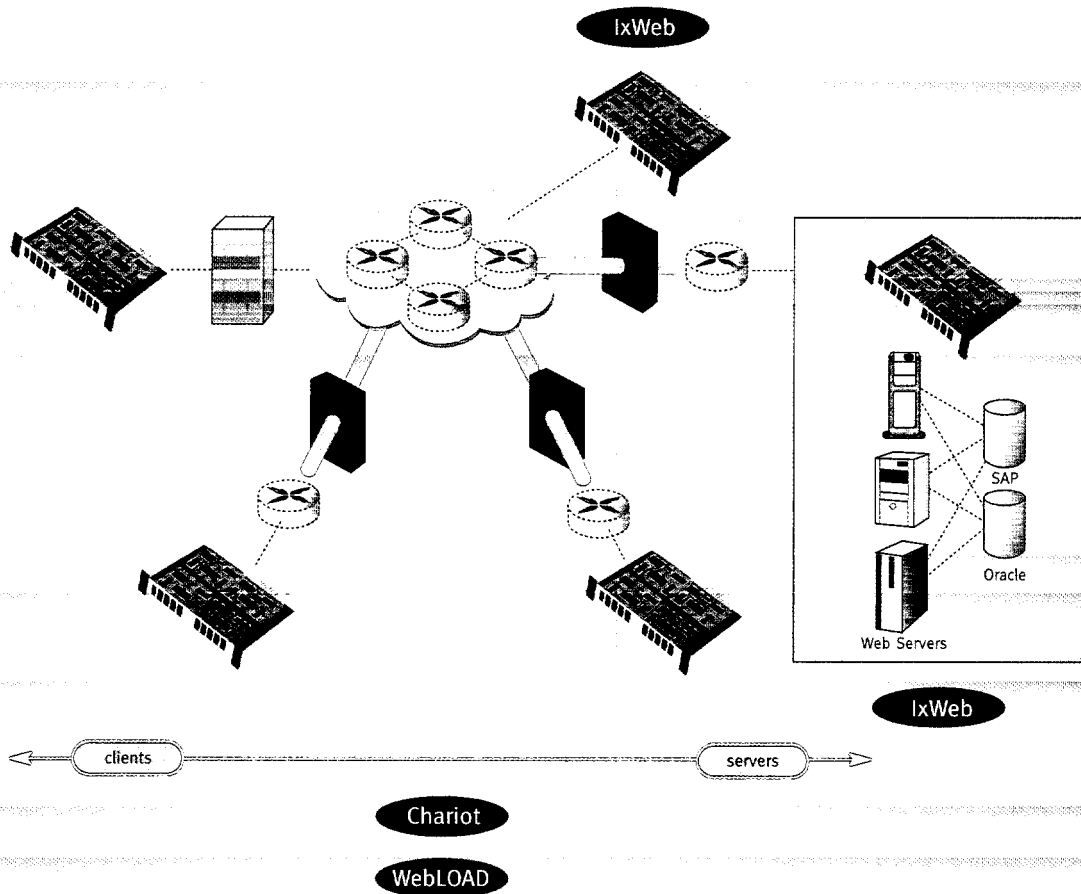 IxWeb
SAP
Oracle
Web Servers
IxWeb
clients
servers
Chariot
WebLOAD